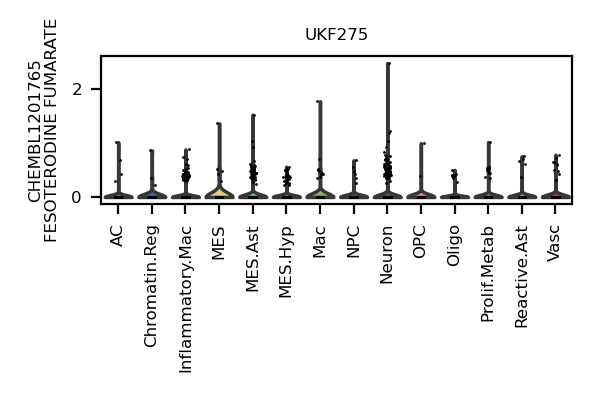 UKF275
CHEMBL1201765
FESOTERODINE FUMARATE
2
0
AC
Chromatin.Reg
Inflammatory.Mac
MES
MES.Ast
MES.Hyp
Mac
NPC
Neuron
OPC
Oligo
Prolif.Metab
Reactive.Ast
Vasc